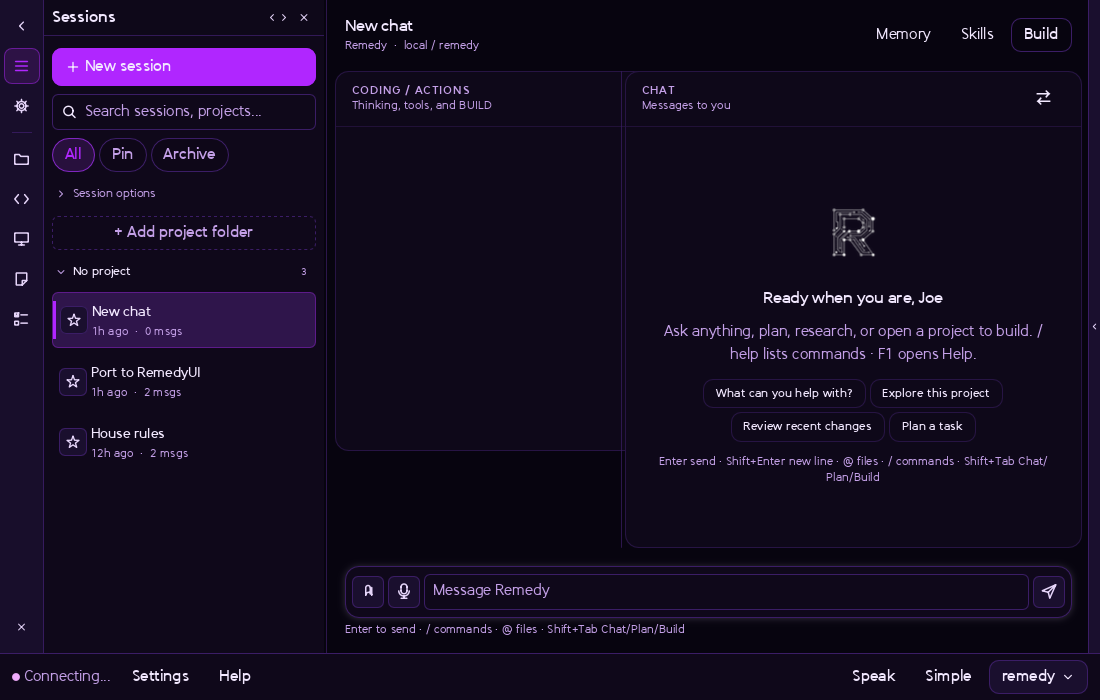 Sessions
New session
Search sessions, projects...
All
Pin
Archive
Session options
+ Add project folder
No project
3
New chat
1h ago · 0 msgs
Port to RemedyUI
1h ago · 2 msgs
House rules
12h ago · 2 msgs
New chat
Remedy · local / remedy
Memory
Skills
Build
CODING / ACTIONS
Thinking, tools, and BUILD
CHAT
Messages to you
R
Ready when you are, Joe
Ask anything, plan, research, or open a project to build. /
help lists commands · F1 opens Help.
What can you help with?
Explore this project
Review recent changes
Plan a task
Enter send · Shift+Enter new line · @ files · / commands · Shift+Tab Chat/
Plan/Build
Message Remedy
Enter to send · / commands · @ files · Shift+Tab Chat/Plan/Build
Connecting...
Settings
Help
Speak
Simple
remedy